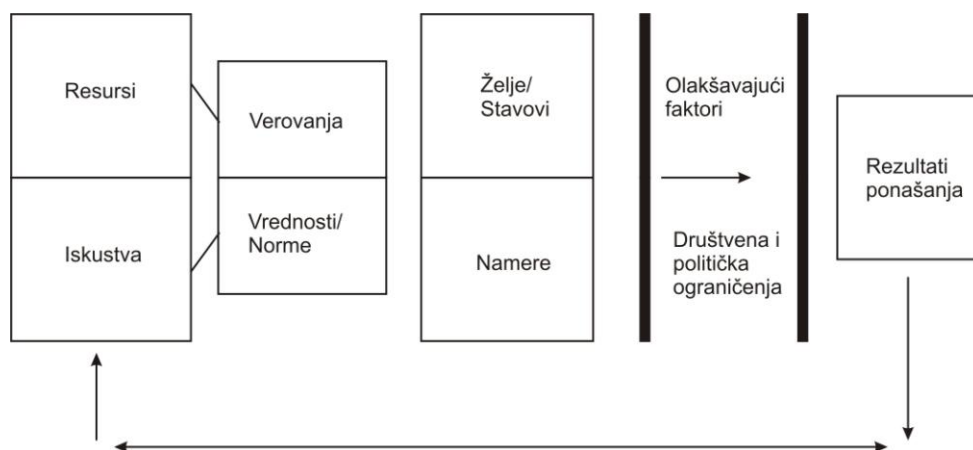 Resursi
Iskustva
Verovanja
Vrednosti/
Norme
Želje/
Stavovi
Namere
Olakšavajući
faktori
Društvena i
politička
ograničenja
Rezultati
ponašanja